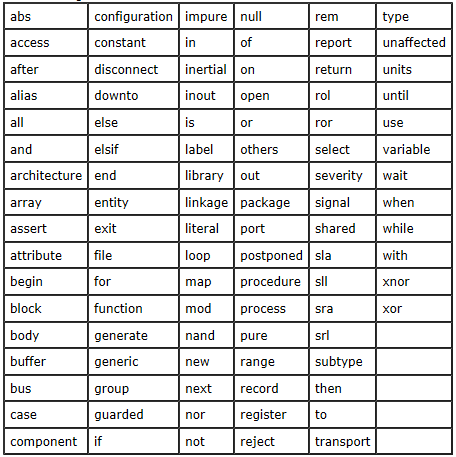 abs configuration impure null rem type
access constant in of report unaffected
after disconnect inertial on return units
alias downto inout open rol until
all else is or ror use
and elsif label others select variable
architecture end library out severity wait
array entity linkage package signal when
assert exit literal port shared while
attribute file loop postponed sla with
begin for map procedure sll xnor
block function mod process sra xor
body generate nand pure srl
buffer generic new range subtype
bus group next record then
case guarded nor register to
component if not reject transport